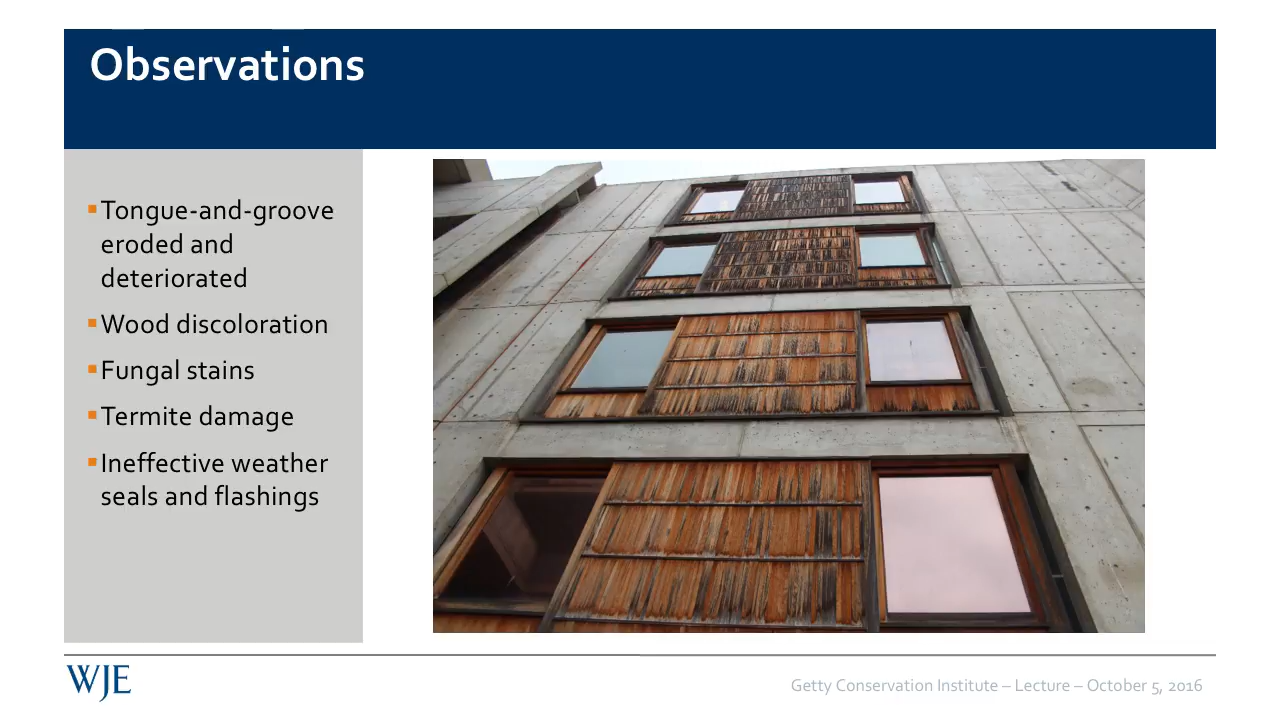 Observations
Tongue-and-groove
eroded and
deteriorated
Wood discoloration
Fungal stains
Termite damage
Ineffective weather
seals and flashings
WJE
Getty Conservation Institute – Lecture – October 5, 2016